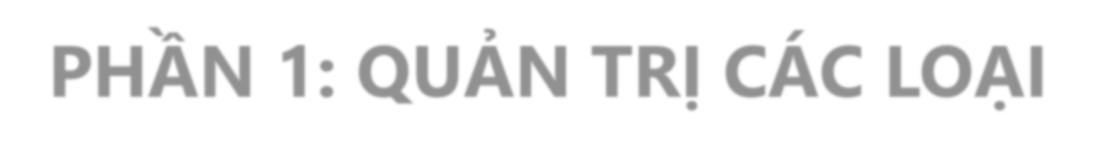 PHẦN 1: QUẢN TRỊ CÁC LOẠI